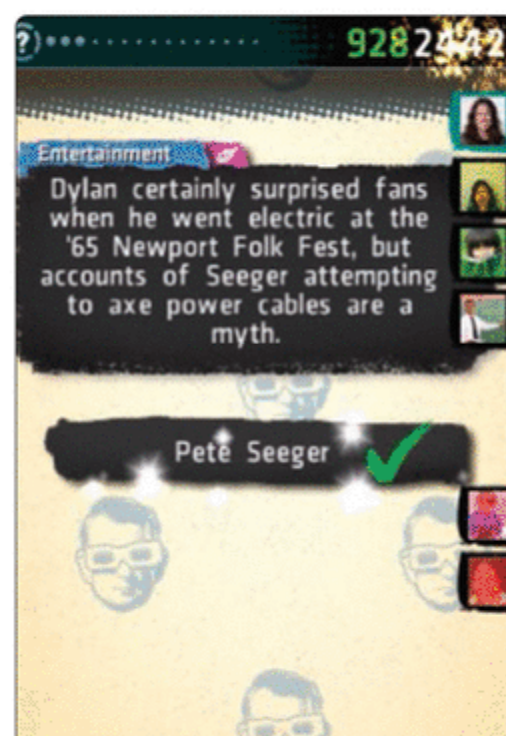 ?
928
Entertainment
Dylan certainly surprised fans
when he went electric at the
'65 Newport Folk Fest, but
accounts of Seeger attempting
to axe power cables are a
myth.
Pete Seeger